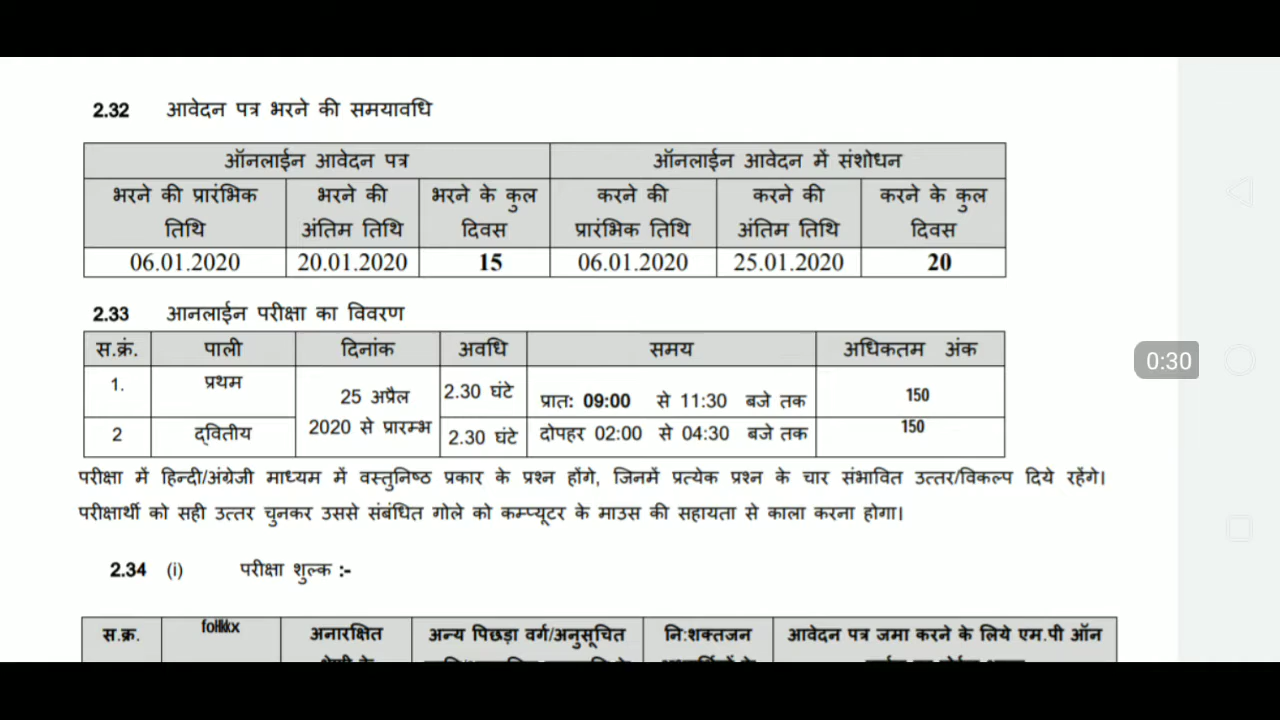 2.32 आवेदन पत्र भरने की समयावधि
ऑनलाईन आवेदन पत्र ऑनलाईन आवेदन में संशोधन
भरने की प्रारंभिक तिथि भरने की अंतिम तिथि भरने के कुल दिवस करने की प्रारंभिक तिथि करने की अंतिम तिथि करने के कुल दिवस
06.01.2020 20.01.2020 15 06.01.2020 25.01.2020 20
2.33 आनलाईन परीक्षा का विवरण
स.क्रं. पाली दिनांक अवधि समय अधिकतम अंक
1. प्रथम 25 अप्रैल 2020 से प्रारम्भ 2.30 घंटे प्रात: 09:00 से 11:30 बजे तक 150
2 द्वितीय 2.30 घंटे दोपहर 02:00 से 04:30 बजे तक 150
0:30
परीक्षा में हिन्दी/अंग्रेजी माध्यम में वस्तुनिष्ठ प्रकार के प्रश्न होंगे, जिनमें प्रत्येक प्रश्न के चार संभावित उत्तर/विकल्प दिये रहेंगे।
परीक्षार्थी को सही उत्तर चुनकर उससे संबंधित गोले को कम्प्यूटर के माउस की सहायता से काला करना होगा।
2.34 (i) परीक्षा शुल्क :-
स.क्र. अनारक्षित अन्य पिछड़ा वर्ग/अनुसूचित नि:शक्तजन आवेदन पत्र जमा करने के लिये एम.पी ऑन